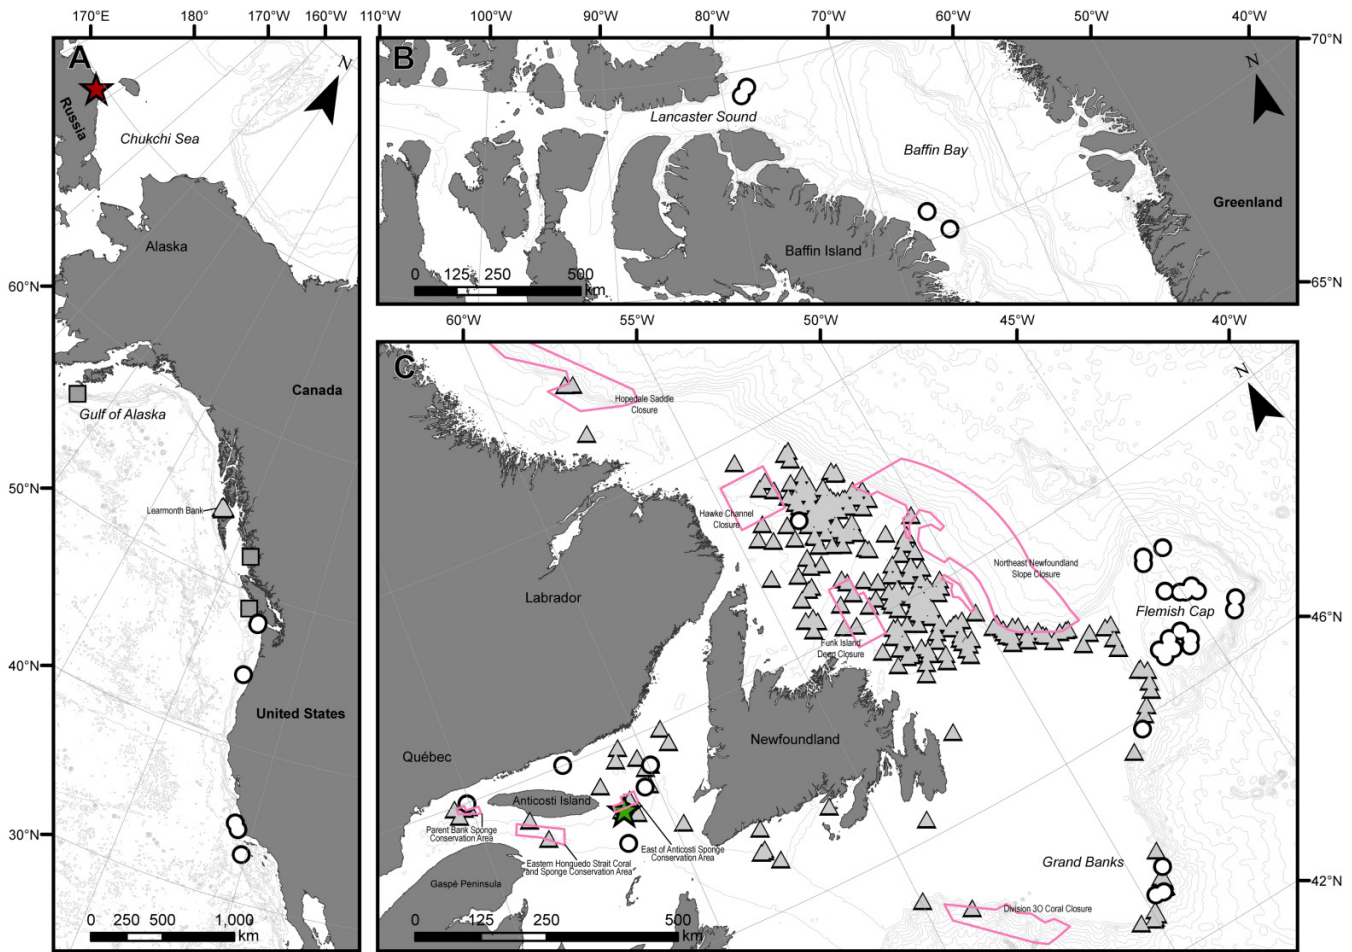 170°E
180°
170°W
160°W
110°W
100°W
90°W
80°W
70°W
60°W
50°W
40°W
A
N
Russia
Chukchi Sea
Alaska
60°N
Canada
Gulf of Alaska
50°N
Learmonth Bank
40°N
United States
30°N
0 250 500 1,000
km
B
N
70°N
Lancaster Sound
Baffin Bay
Greenland
Baffin Island
0 125 250 500
km
65°N
60°W
55°W
50°W
45°W
40°W
C
N
Hopedale Saddle
Closure
Hawke Channel
Closure
Northeast Newfoundland
Slope Closure
Labrador
Flemish Cap
46°N
Funk Island
Deep Closure
Newfoundland
Québec
Anticosti Island
Parent Bank Sponge
Conservation Area
East of Anticosti Sponge
Conservation Area
Eastern Honguedo Strait Coral
and Sponge Conservation Area
Gaspé Peninsula
Grand Banks
42°N
Division 3O Coral Closure
0 125 250 500
km